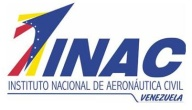 INAC
INSTITUTO NACIONAL DE AERONÁUTICA CIVIL
VENEZUELA